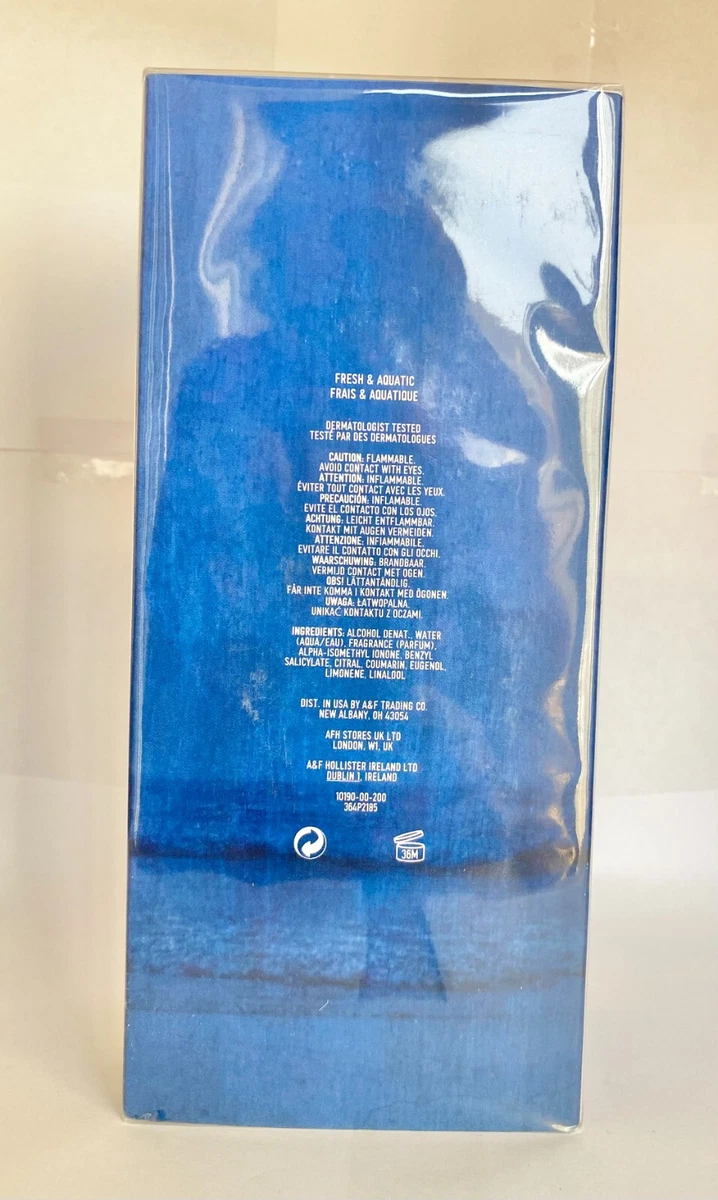 FRESH & AQUATIC
FRAIS & AQUATIQUE
DERMATOLOGIST TESTED
TESTÉ PAR DES DERMATOLOGUES
CAUTION: FLAMMABLE.
AVOID CONTACT WITH EYES.
ATTENTION: INFLAMMABLE.
ÉVITER TOUT CONTACT AVEC LES YEUX.
PRECAUCIÓN: INFLAMABLE.
EVITE EL CONTACTO CON LOS OJOS.
ACHTUNG: LEICHT ENTFLAMMBAR.
KONTAKT MIT AUGEN VERMEIDEN.
ATTENZIONE: INFIAMMABILE.
EVITARE IL CONTATTO CON GLI OCCHI.
WAARSCHUWING: BRANDBAAR.
VERMIJD CONTACT MET OGEN.
OBS! LÄTTANTÄNDLIG.
FÅR INTE KOMMA I KONTAKT MED ÖGONEN.
UWAGA: ŁATWOPALNA.
UNIKAĆ KONTAKTU Z OCZAMI.
INGREDIENTS: ALCOHOL DENAT., WATER
(AQUA/EAU), FRAGRANCE (PARFUM),
ALPHA-ISOMETHYL IONONE, BENZYL
SALICYLATE, CITRAL, COUMARIN, EUGENOL,
LIMONENE, LINALOOL
DIST. IN USA BY A&F TRADING CO.
NEW ALBANY, OH 43054
AFH STORES UK LTD
LONDON, W1, UK
A&F HOLLISTER IRELAND LTD
DUBLIN 1, IRELAND
10190-00-200
364P2185
36M